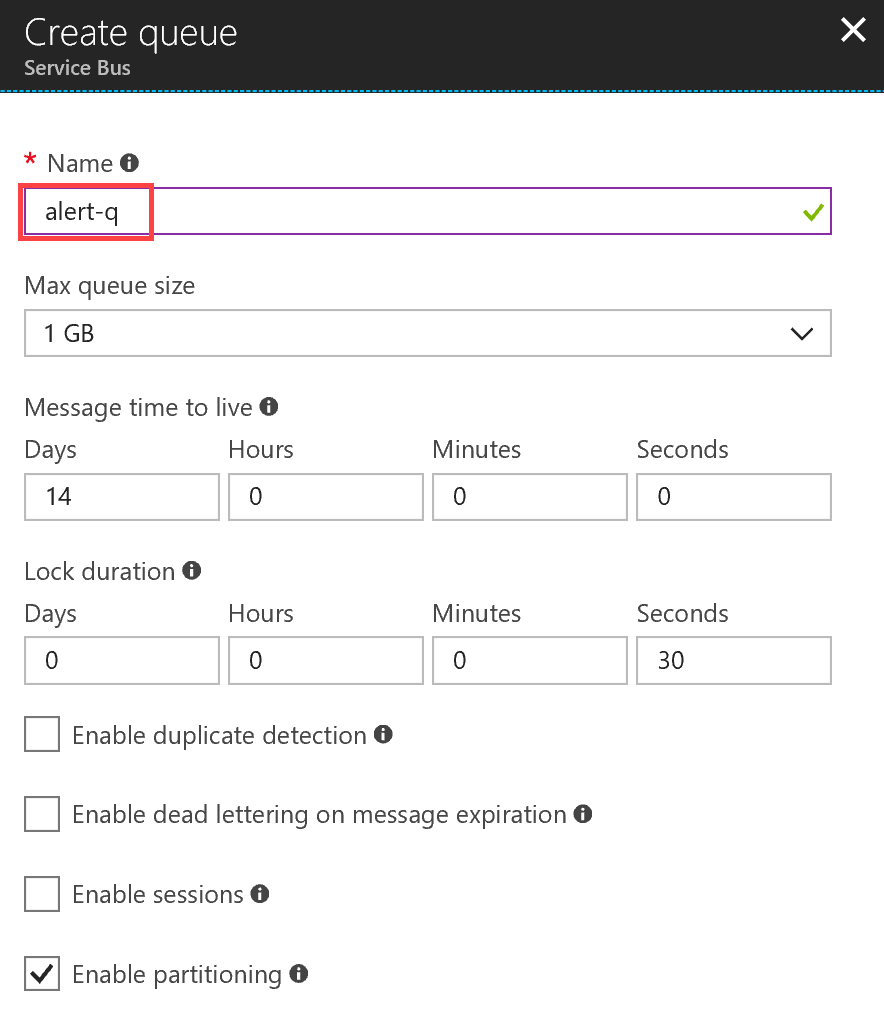 Create queue
Service Bus
* Name
alert-q
Max queue size
1 GB
Message time to live
Days Hours Minutes Seconds
14 0 0 0
Lock duration
Days Hours Minutes Seconds
0 0 0 30
Enable duplicate detection
Enable dead lettering on message expiration
Enable sessions
Enable partitioning